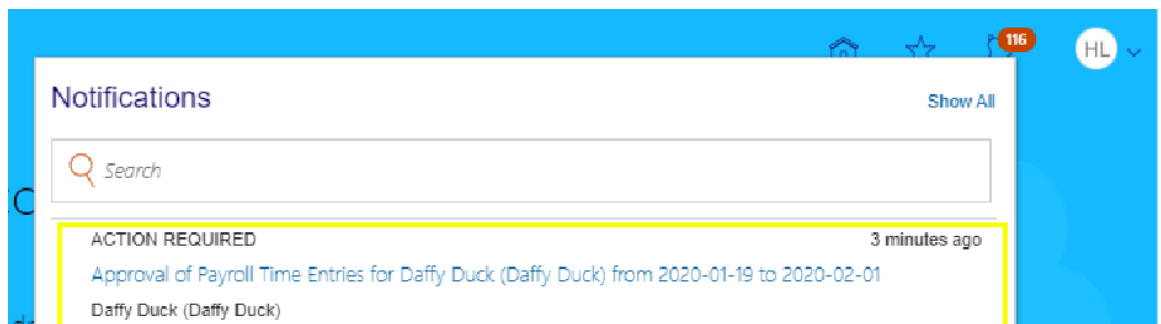 116
HL
Notifications
Show All
Search
ACTION REQUIRED
3 minutes ago
Approval of Payroll Time Entries for Daffy Duck (Daffy Duck) from 2020-01-19 to 2020-02-01
Daffy Duck (Daffy Duck)